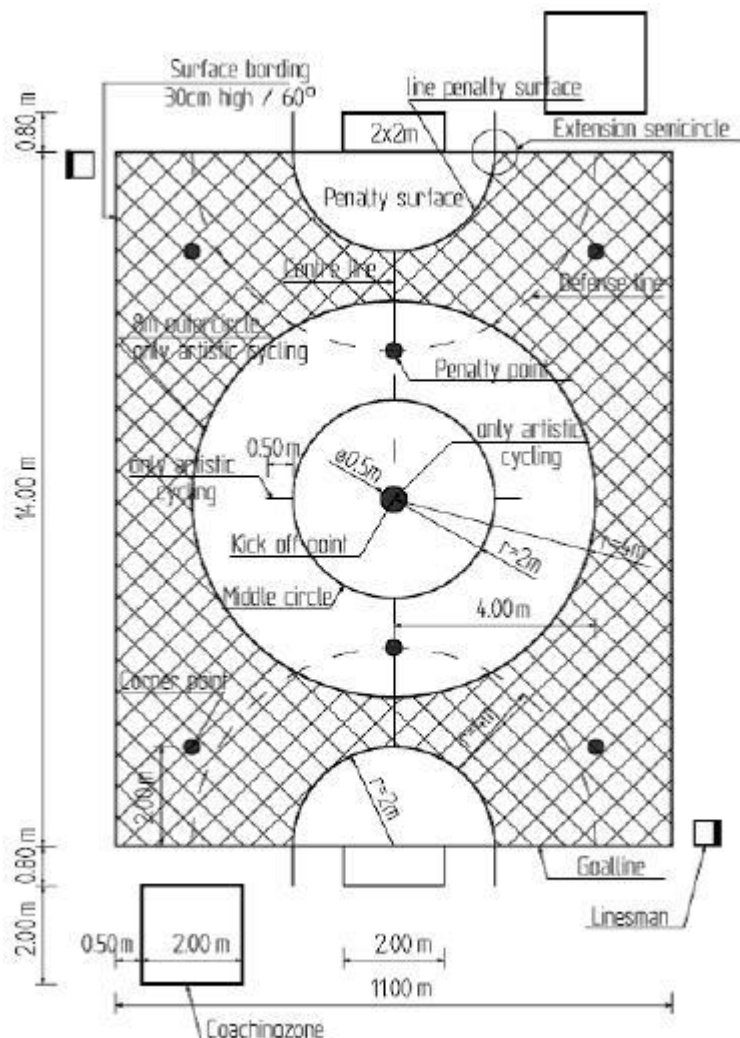 Surface bording
30cm high / 60°
line penalty surface
0.80 m
2x2m
Extension semicircle
Penalty surface
Centre line
Defense line
8m outercircle
only artistic cycling
Penalty point
0.50 m
only artistic
cycling
only artistic
cycling
ø0,5m
14.00 m
Kick off point
r=2m
r=4m
Middle circle
4.00 m
Corner point
r=4m
2.00m
r=2m
0.80 m
Goalline
Linesman
2.00 m
0.50 m
2.00 m
2.00 m
11.00 m
Coachingzone